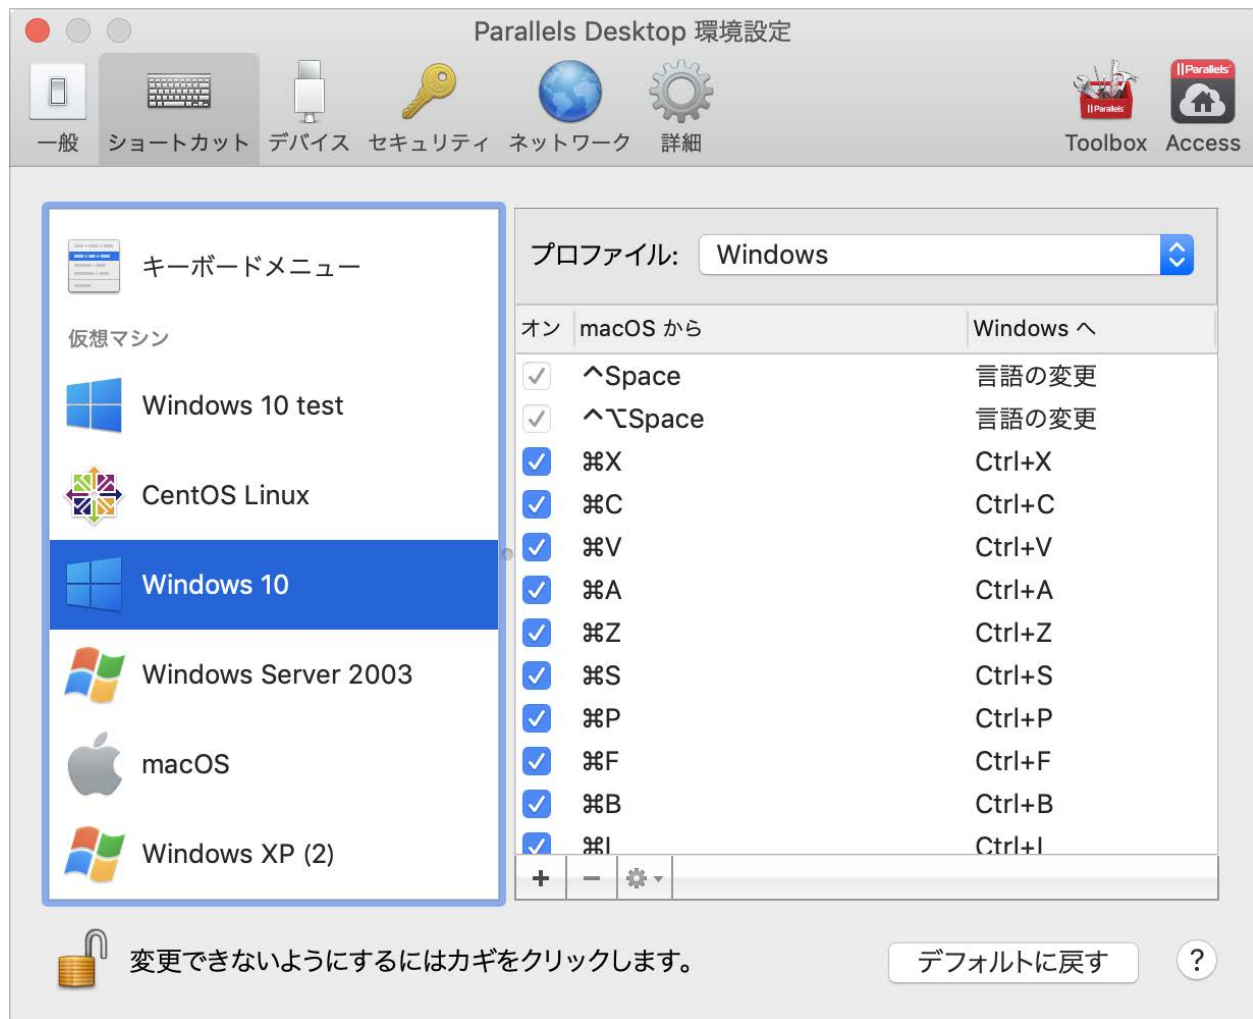 Parallels Desktop 環境設定
一般 ショートカット デバイス セキュリティ ネットワーク 詳細 Toolbox Access
||Parallels
||Parallels
キーボードメニュー
仮想マシン
Windows 10 test
CentOS Linux
Windows 10
Windows Server 2003
macOS
Windows XP (2)
プロファイル: Windows
オン macOS から Windows へ
^Space 言語の変更
^⌥Space 言語の変更
⌘X Ctrl+X
⌘C Ctrl+C
⌘V Ctrl+V
⌘A Ctrl+A
⌘Z Ctrl+Z
⌘S Ctrl+S
⌘P Ctrl+P
⌘F Ctrl+F
⌘B Ctrl+B
⌘I Ctrl+I
+ −
変更できないようにするにはカギをクリックします。
デフォルトに戻す ?